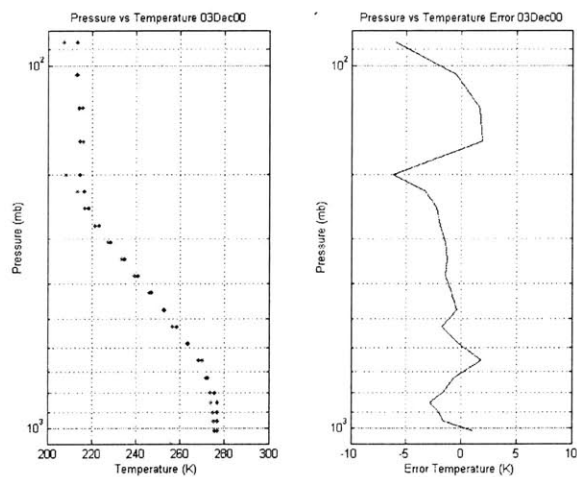 Pressure vs Temperature 03Dec00
10²
10³
Pressure (mb)
200 220 240 260 280 300
Temperature (K)
Pressure vs Temperature Error 03Dec00
10²
10³
Pressure (mb)
-10 -5 0 5 10
Error Temperature (K)